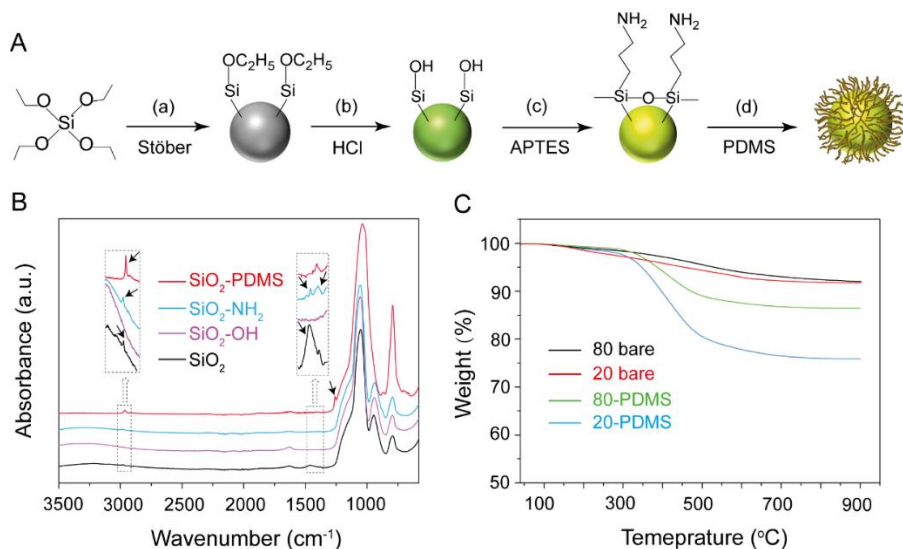 A
OC₂H₅ OC₂H₅
Si Si
OH OH
Si Si
NH₂ NH₂
Si O Si
O O
Si
O O
(a)
Stöber
(b)
HCl
(c)
APTES
(d)
PDMS
B
Absorbance (a.u.)
SiO₂-PDMS
SiO₂-NH₂
SiO₂-OH
SiO₂
3500 3000 2500 2000 1500 1000
Wavenumber (cm⁻¹)
C
Weight (%)
100
90
80
70
60
50
80 bare
20 bare
80-PDMS
20-PDMS
100 300 500 700 900
Temeprature (°C)